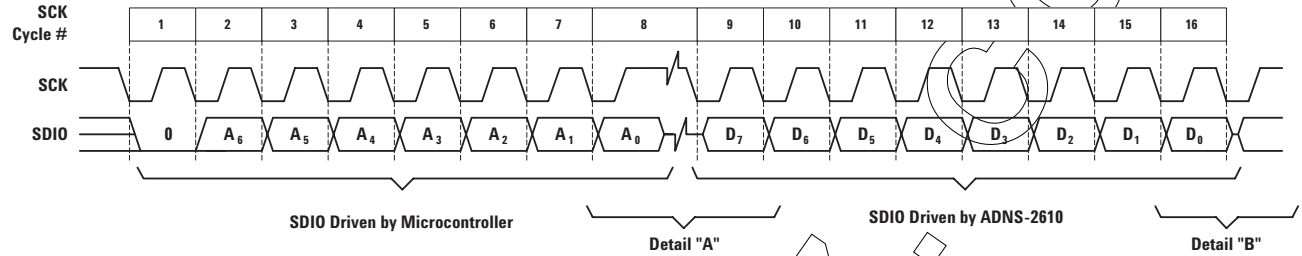 SCK
Cycle # 1 2 3 4 5 6 7 8 9 10 11 12 13 14 15 16
SCK
SDIO 0 A6 A5 A4 A3 A2 A1 A0 D7 D6 D5 D4 D3 D2 D1 D0
SDIO Driven by Microcontroller SDIO Driven by ADNS-2610
Detail "A" Detail "B"